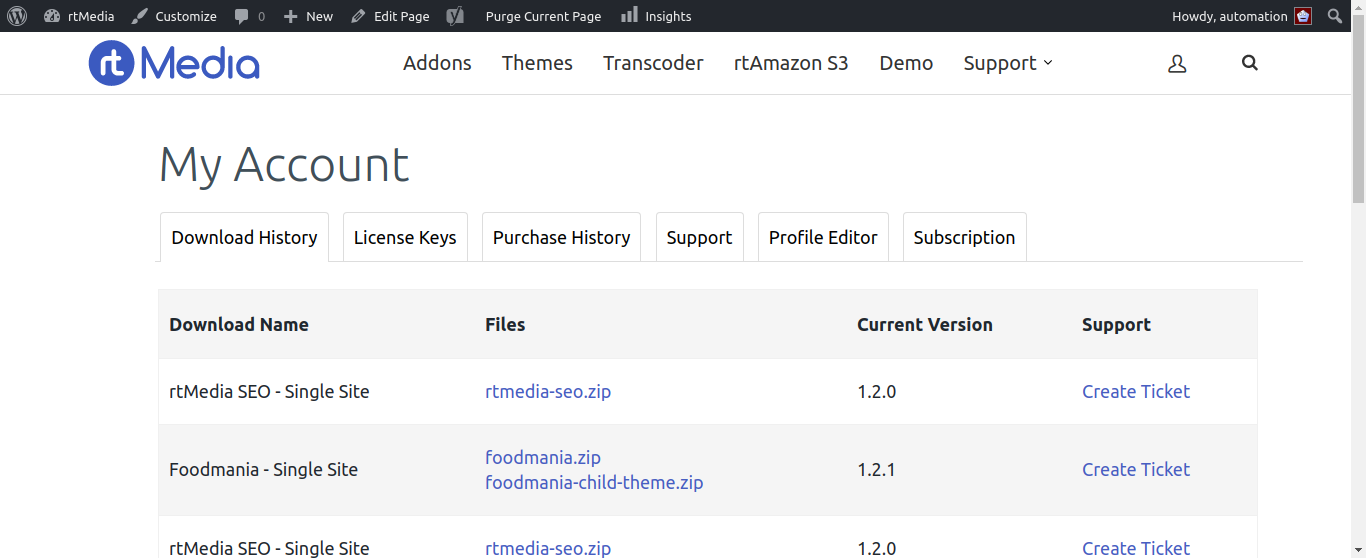 rtMedia Customize 0 New Edit Page Purge Current Page Insights Howdy, automation
rtMedia Addons Themes Transcoder rtAmazon S3 Demo Support
My Account
Download History License Keys Purchase History Support Profile Editor Subscription
Download Name Files Current Version Support
rtMedia SEO - Single Site rtmedia-seo.zip 1.2.0 Create Ticket
Foodmania - Single Site foodmania.zip 1.2.1 Create Ticket
foodmania-child-theme.zip
rtMedia SEO - Single Site rtmedia-seo.zip 1.2.0 Create Ticket